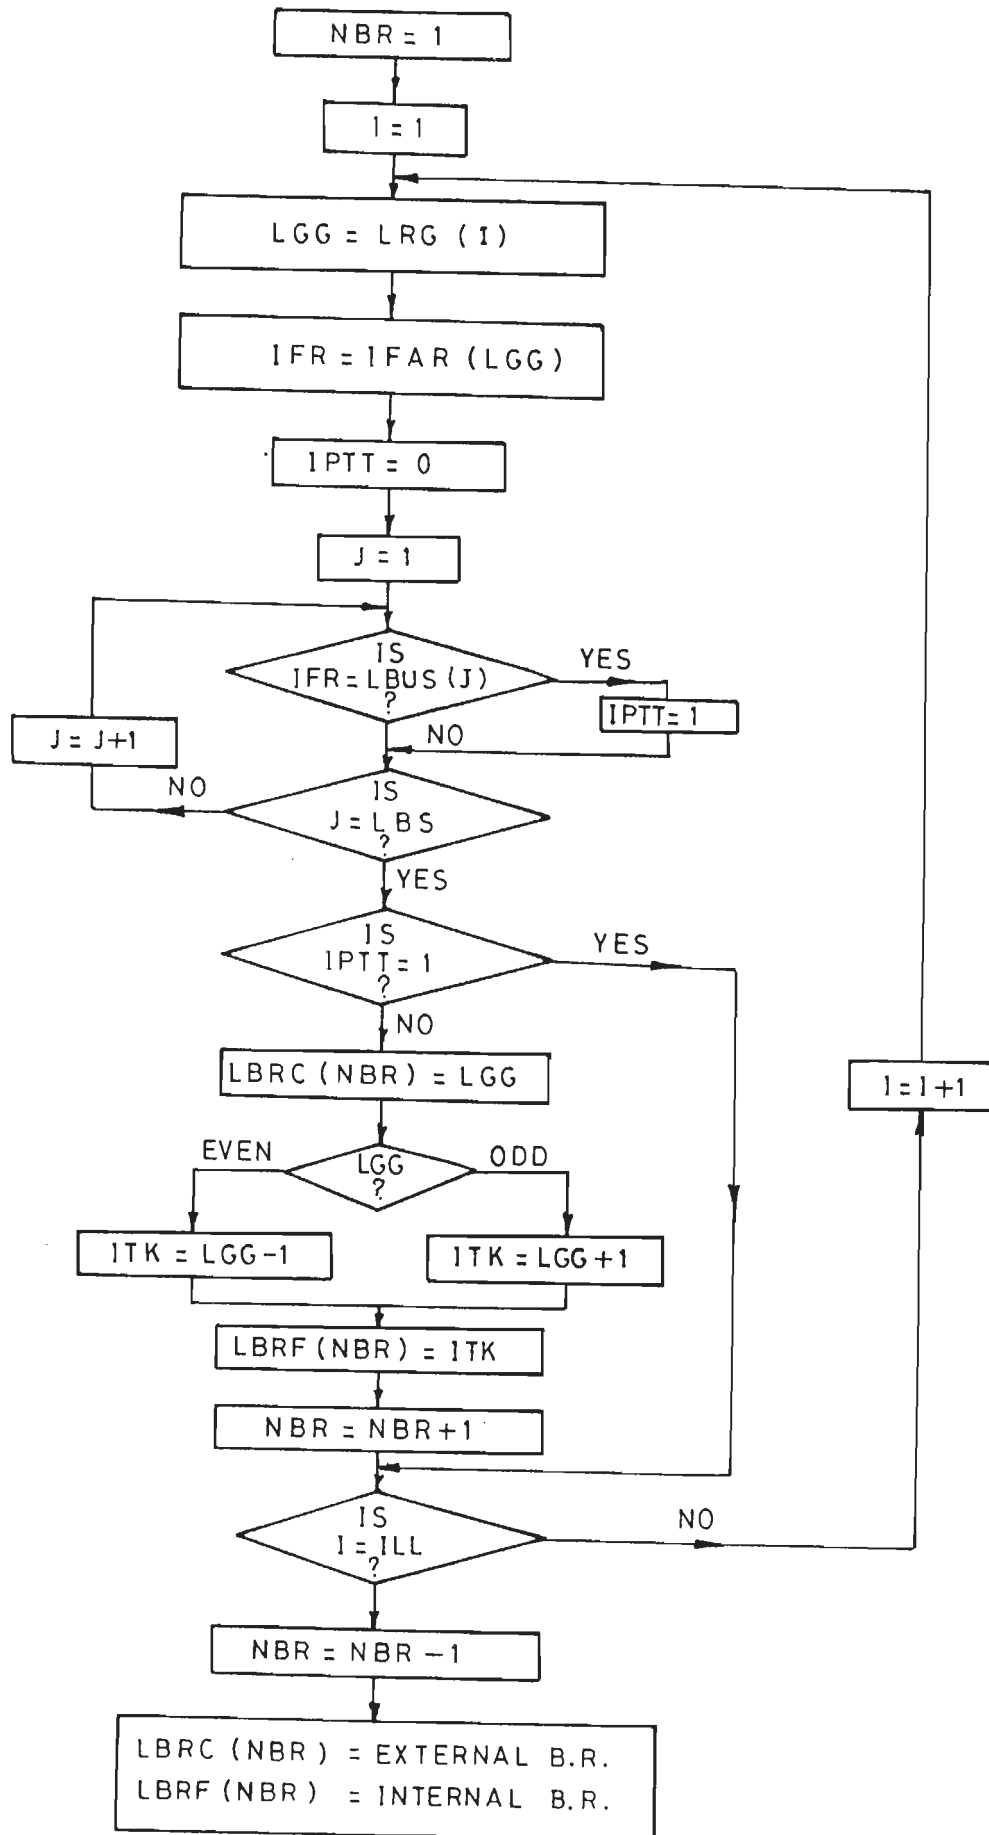 NBR = 1
I = 1
LGG = LRG (I)
IFR = IFAR (LGG)
IPTT = 0
J = 1
IS
IFR = LBUS (J)
?
YES
IPTT = 1
NO
J = J+1
NO
IS
J = LBS
?
YES
IS
IPTT = 1
?
YES
NO
LBRC (NBR) = LGG
I = I+1
EVEN
LGG
?
ODD
ITK = LGG-1
ITK = LGG+1
LBRF (NBR) = ITK
NBR = NBR+1
IS
I = ILL
?
NO
NBR = NBR -1
LBRC (NBR) = EXTERNAL B.R.
LBRF (NBR) = INTERNAL B.R.